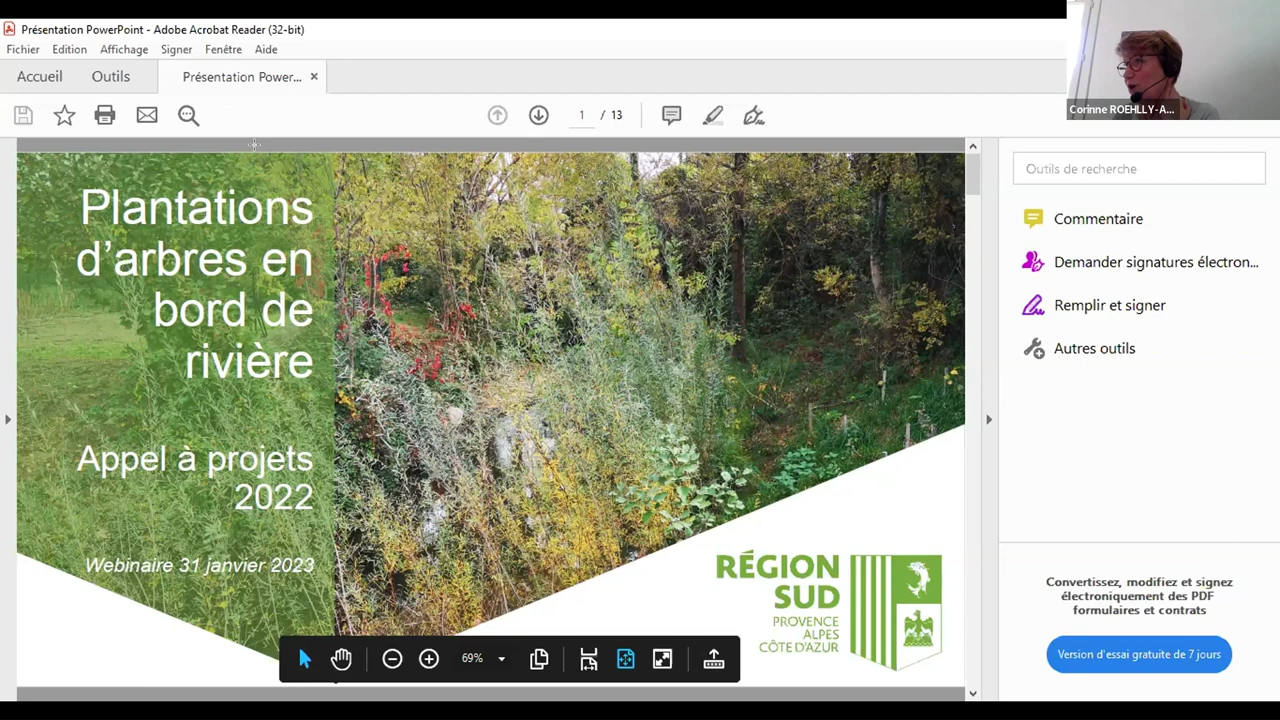 Présentation PowerPoint - Adobe Acrobat Reader (32-bit)
Fichier Edition Affichage Signer Fenêtre Aide
Accueil Outils Présentation Power... ×
1 / 13
Corinne ROEHLLY-A...
Plantations
d’arbres en
bord de
rivière
Appel à projets
2022
Webinaire 31 janvier 2023
RÉGION
SUD
PROVENCE
ALPES
CÔTE D’AZUR
69%
Outils de recherche
Commentaire
Demander signatures électron...
Remplir et signer
Autres outils
Convertissez, modifiez et signez
électroniquement des PDF
formulaires et contrats
Version d'essai gratuite de 7 jours